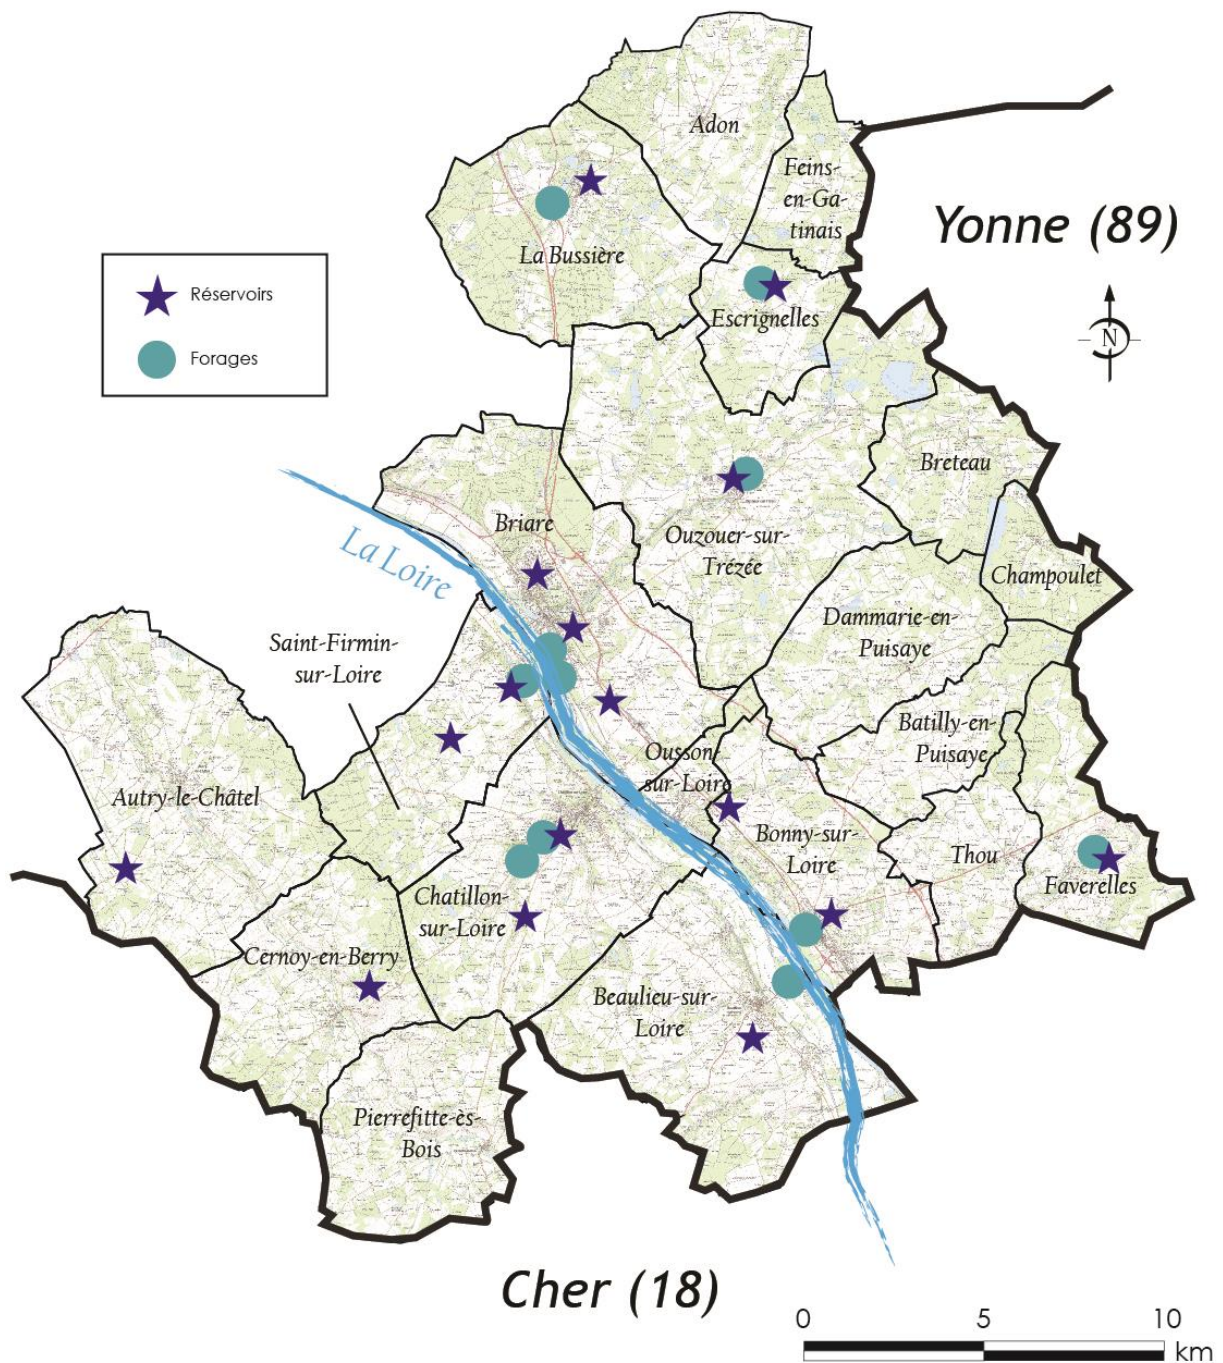 Adon
Feins-
en-Ga-
tinais
Yonne (89)
La Bussière
Réservoirs
Forages
Escrignelles
N
Breteau
Briare
Ouzouer-sur-
Trézée
La Loire
Champoulet
Dammarie-en-
Puisaye
Saint-Firmin-
sur-Loire
Batilly-en-
Puisaye
Ousson-
sur-Loire
Autry-le-Châtel
Bonny-sur-
Loire
Thou
Faverelles
Chatillon-
sur-Loire
Cernoy-en-Berry
Beaulieu-sur-
Loire
Pierrefitte-ès-
Bois
Cher (18)
0 5 10
km